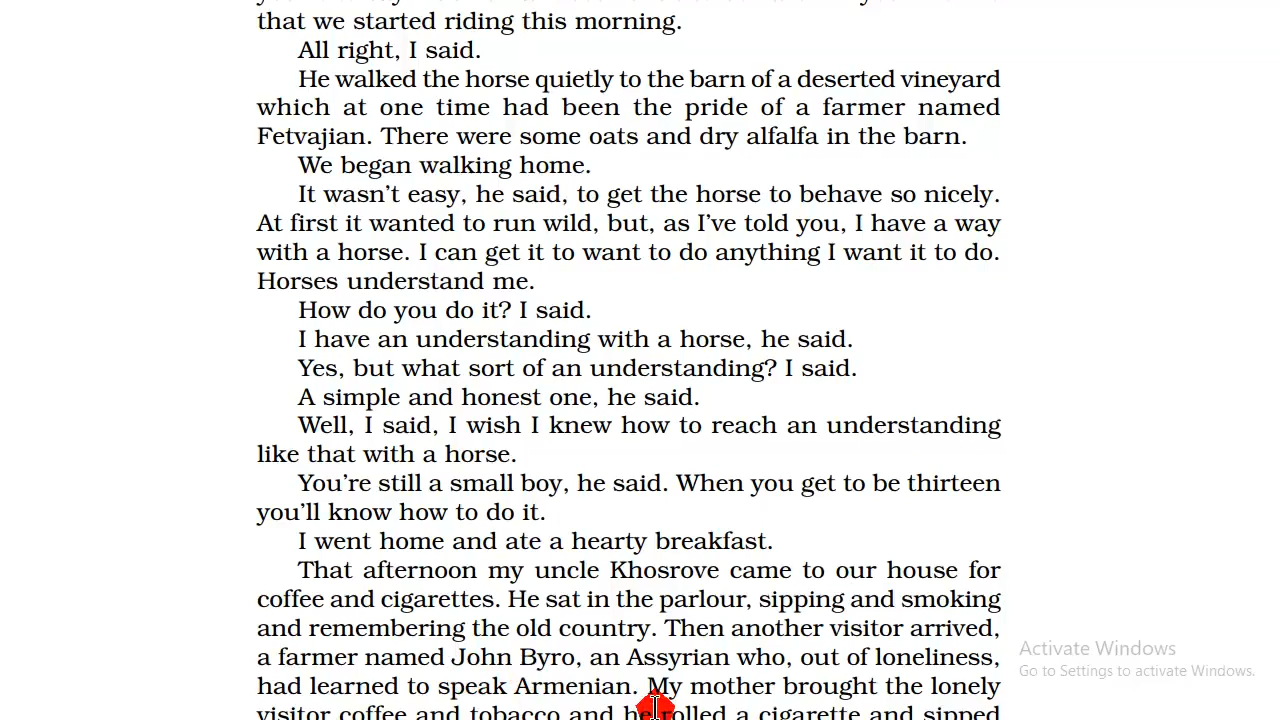 that we started riding this morning.
All right, I said.
He walked the horse quietly to the barn of a deserted vineyard
which at one time had been the pride of a farmer named
Fetvajian. There were some oats and dry alfalfa in the barn.
We began walking home.
It wasn't easy, he said, to get the horse to behave so nicely.
At first it wanted to run wild, but, as I've told you, I have a way
with a horse. I can get it to want to do anything I want it to do.
Horses understand me.
How do you do it? I said.
I have an understanding with a horse, he said.
Yes, but what sort of an understanding? I said.
A simple and honest one, he said.
Well, I said, I wish I knew how to reach an understanding
like that with a horse.
You're still a small boy, he said. When you get to be thirteen
you'll know how to do it.
I went home and ate a hearty breakfast.
That afternoon my uncle Khosrove came to our house for
coffee and cigarettes. He sat in the parlour, sipping and smoking
and remembering the old country. Then another visitor arrived,
a farmer named John Byro, an Assyrian who, out of loneliness,
had learned to speak Armenian. My mother brought the lonely
visitor coffee and tobacco and he rolled a cigarette and sipped
Activate Windows
Go to Settings to activate Windows.